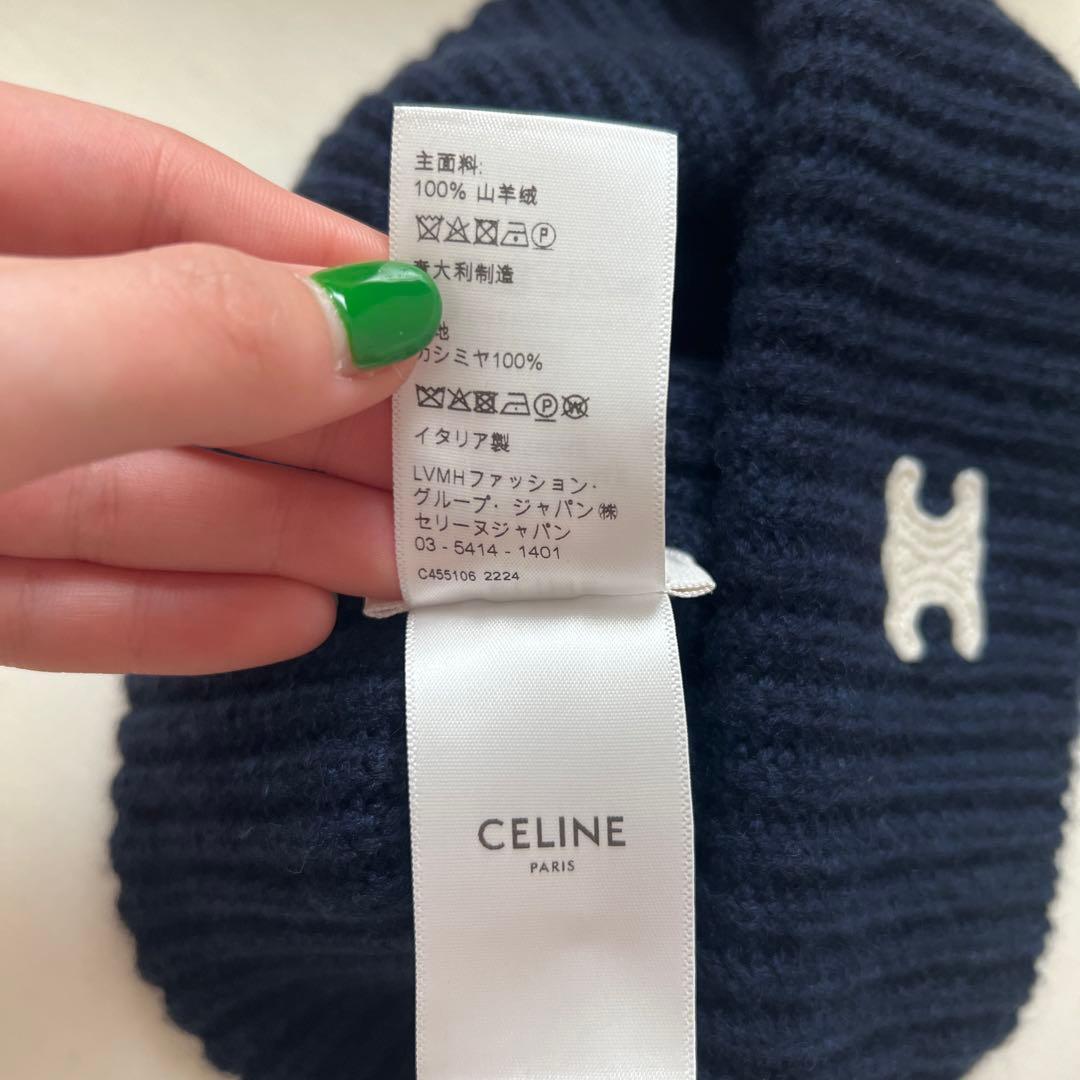 主面料:
100% 山羊绒
大利制造
地
カシミヤ100%
イタリア製
LVMHファッション・
グループ・ジャパン㈱
セリーヌジャパン
03 - 5414 - 1401
C455106 2224
CELINE
PARIS